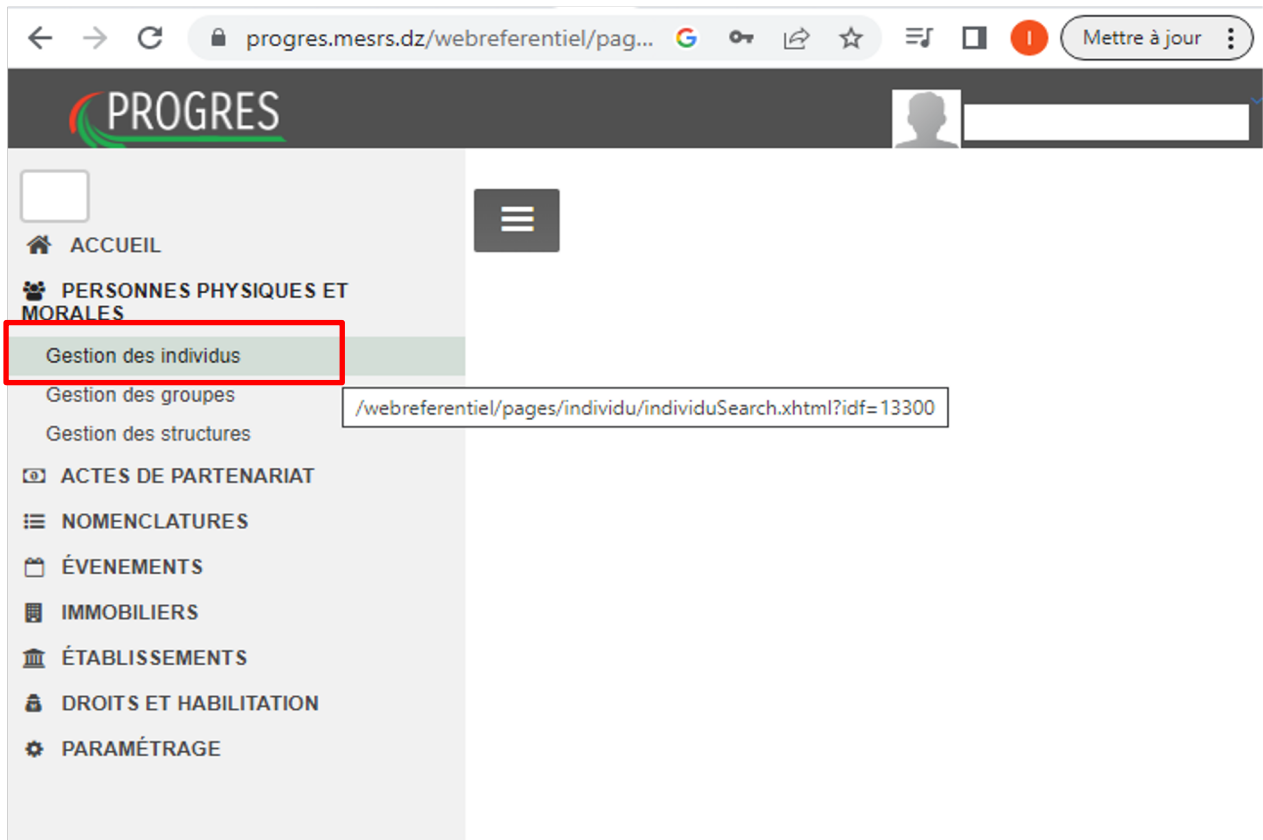 progres.mesrs.dz/webreferentiel/pag...
I
Mettre à jour
PROGRES
ACCUEIL
PERSONNES PHYSIQUES ET
MORALES
Gestion des individus
Gestion des groupes
/webreferentiel/pages/individu/individuSearch.xhtml?idf=13300
Gestion des structures
ACTES DE PARTENARIAT
NOMENCLATURES
ÉVENEMENTS
IMMOBILIERS
ÉTABLISSEMENTS
DROITS ET HABILITATION
PARAMÉTRAGE